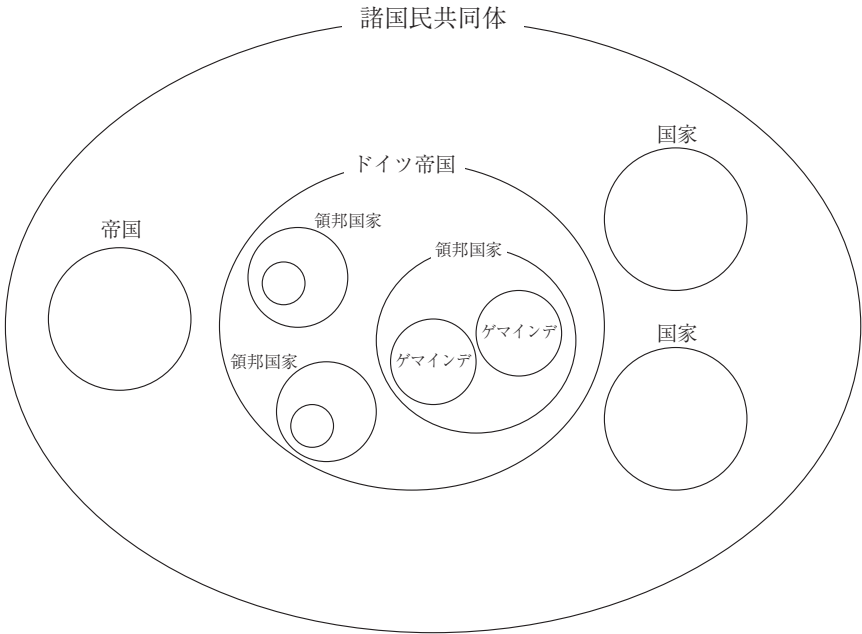 諸国民共同体
国家
ドイツ帝国
帝国
領邦国家
領邦国家
ゲマインデ
ゲマインデ
国家
領邦国家